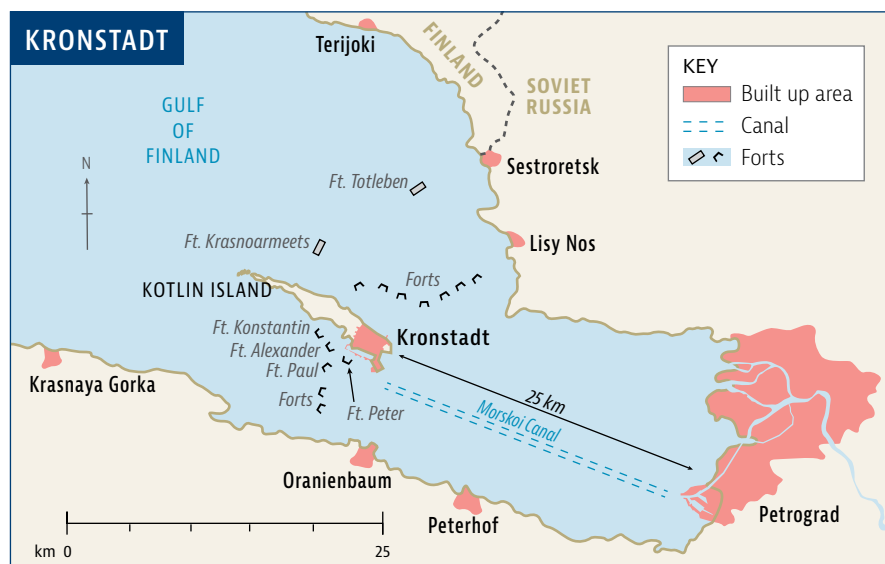 KRONSTADT
Terijoki
FINLAND
SOVIET
RUSSIA
KEY
Built up area
Canal
Forts
GULF
OF
FINLAND
N
Sestroretsk
Ft. Totleben
Lisy Nos
Ft. Krasnoarmeets
Forts
KOTLIN ISLAND
Ft. Konstantin
Kronstadt
Ft. Alexander
Ft. Paul
Krasnaya Gorka
Forts
Ft. Peter
25 km
Morskoi Canal
Oranienbaum
Peterhof
Petrograd
km 0
25